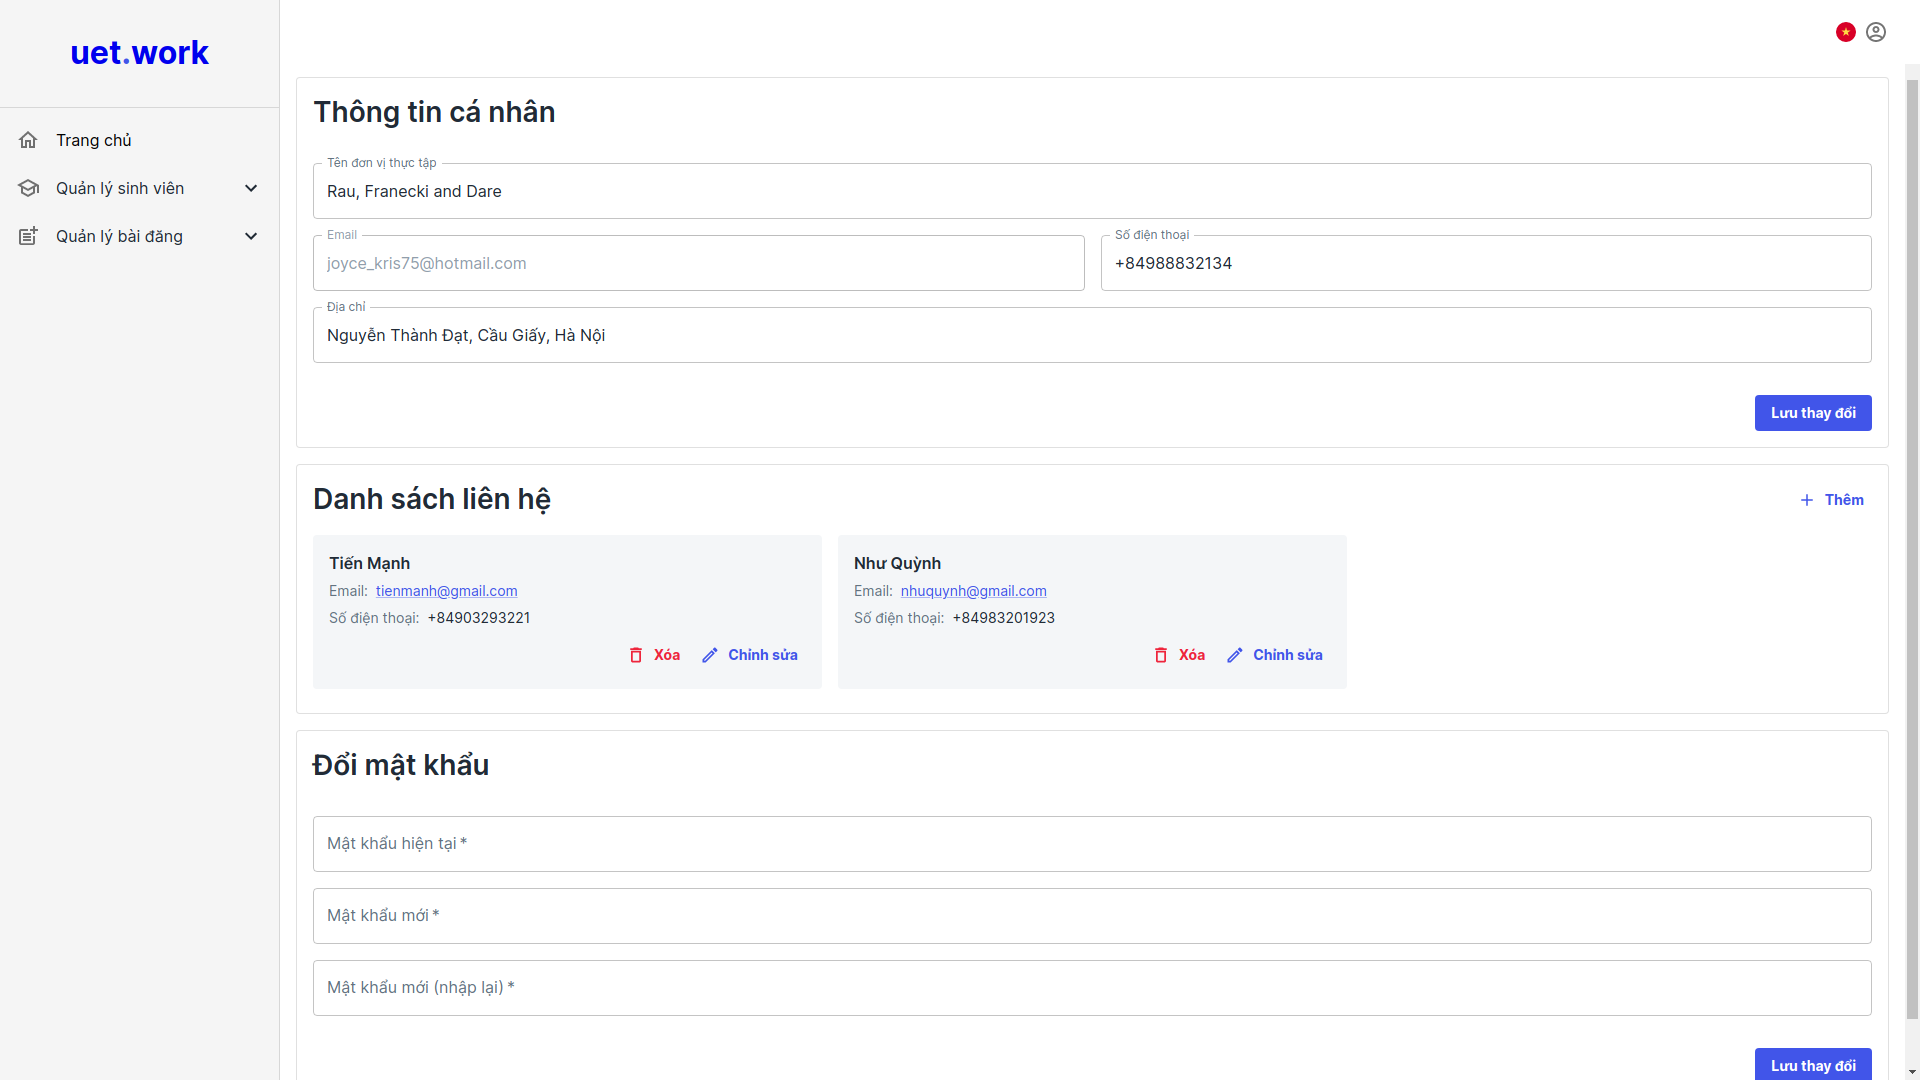 uet.work
Trang chủ
Quản lý sinh viên
Quản lý bài đăng
Thông tin cá nhân
Tên đơn vị thực tập
Rau, Franecki and Dare
Email
joyce_kris75@hotmail.com
Số điện thoại
+84988832134
Địa chỉ
Nguyễn Thành Đạt, Cầu Giấy, Hà Nội
Lưu thay đổi
Danh sách liên hệ
Thêm
Tiến Mạnh
Email: tienmanh@gmail.com
Số điện thoại: +84903293221
Xóa Chỉnh sửa
Như Quỳnh
Email: nhuquynh@gmail.com
Số điện thoại: +84983201923
Xóa Chỉnh sửa
Đổi mật khẩu
Mật khẩu hiện tại *
Mật khẩu mới *
Mật khẩu mới (nhập lại) *
Lưu thay đổi